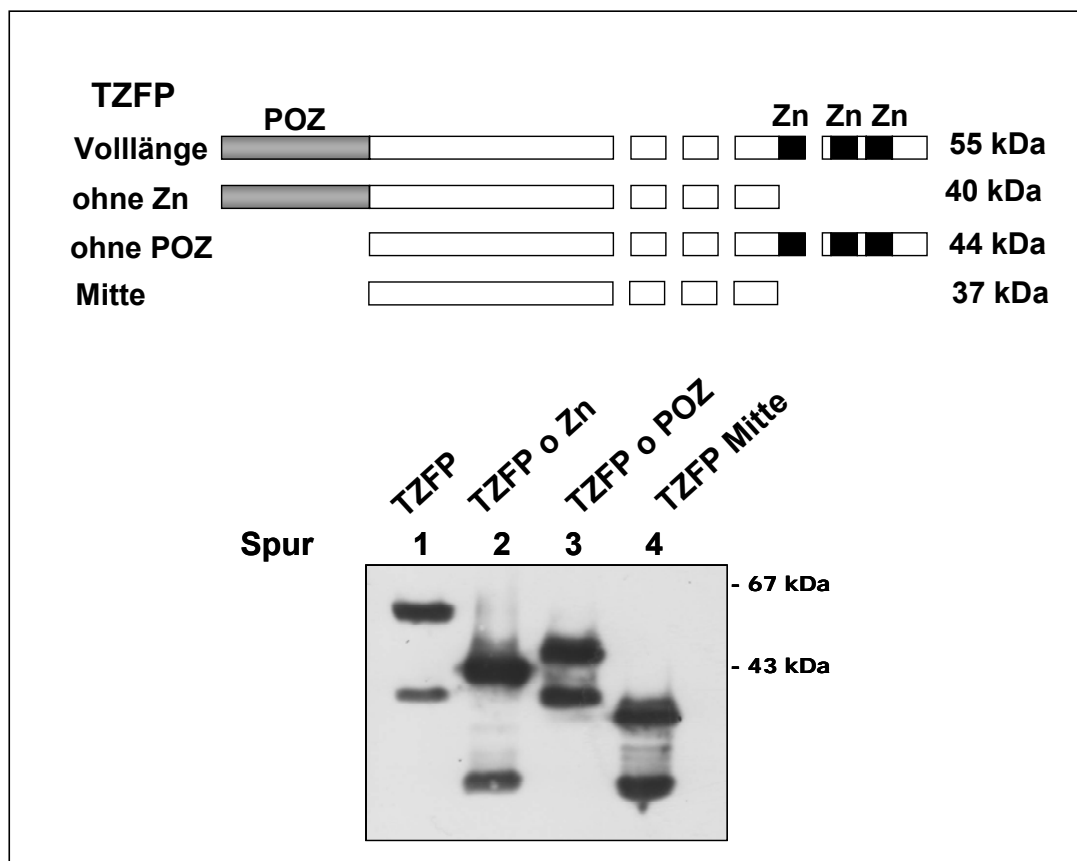 TZFP
POZ
Zn Zn Zn
Volllänge 55 kDa
ohne Zn 40 kDa
ohne POZ 44 kDa
Mitte 37 kDa
TZFP
TZFP o Zn
TZFP o POZ
TZFP Mitte
Spur 1 2 3 4
- 67 kDa
- 43 kDa